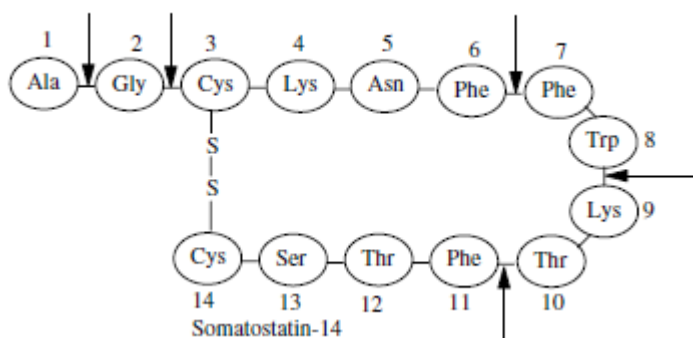 1 2 3 4 5 6 7
Ala Gly Cys Lys Asn Phe Phe
Trp 8
S
S
Lys 9
Cys Ser Thr Phe Thr
14 13 12 11 10
Somatostatin-14